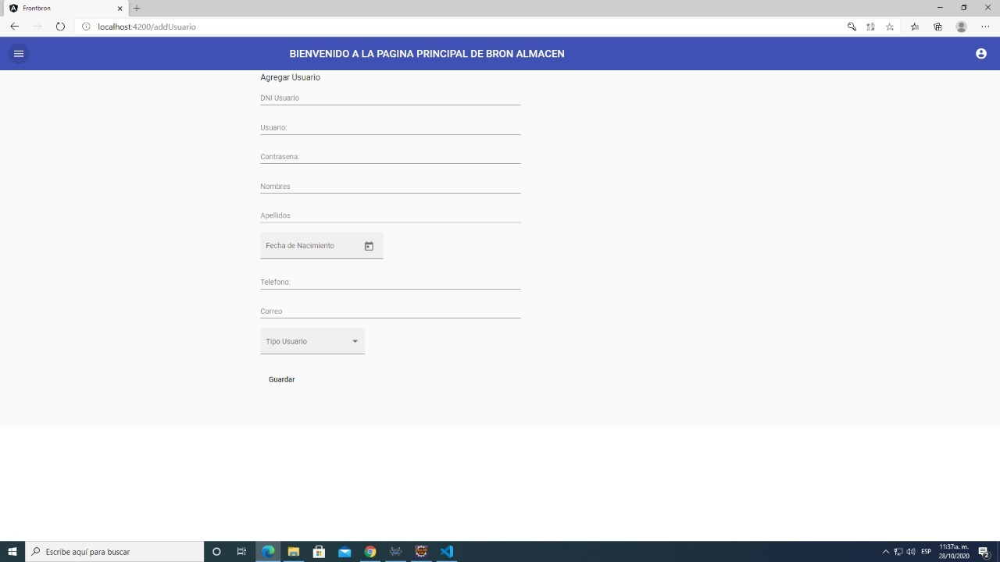 Frontbron
localhost:4200/addUsuario
BIENVENIDO A LA PAGINA PRINCIPAL DE BRON ALMACEN
Agregar Usuario
DNI Usuario
Usuario:
Contrasena:
Nombres
Apellidos
Fecha de Nacimiento
Telefono:
Correo
Tipo Usuario
Guardar
Escribe aquí para buscar
ESP
11:37a. m.
28/10/2020
2